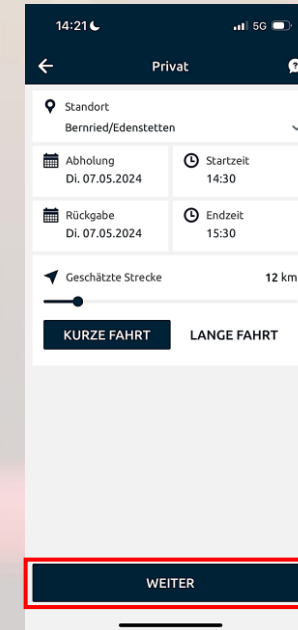 14:21 5G
Privat ?
Standort
Bernried/Edenstetten
Abholung
Di. 07.05.2024
Startzeit
14:30
Rückgabe
Di. 07.05.2024
Endzeit
15:30
Geschätzte Strecke 12 km
KURZE FAHRT LANGE FAHRT
WEITER